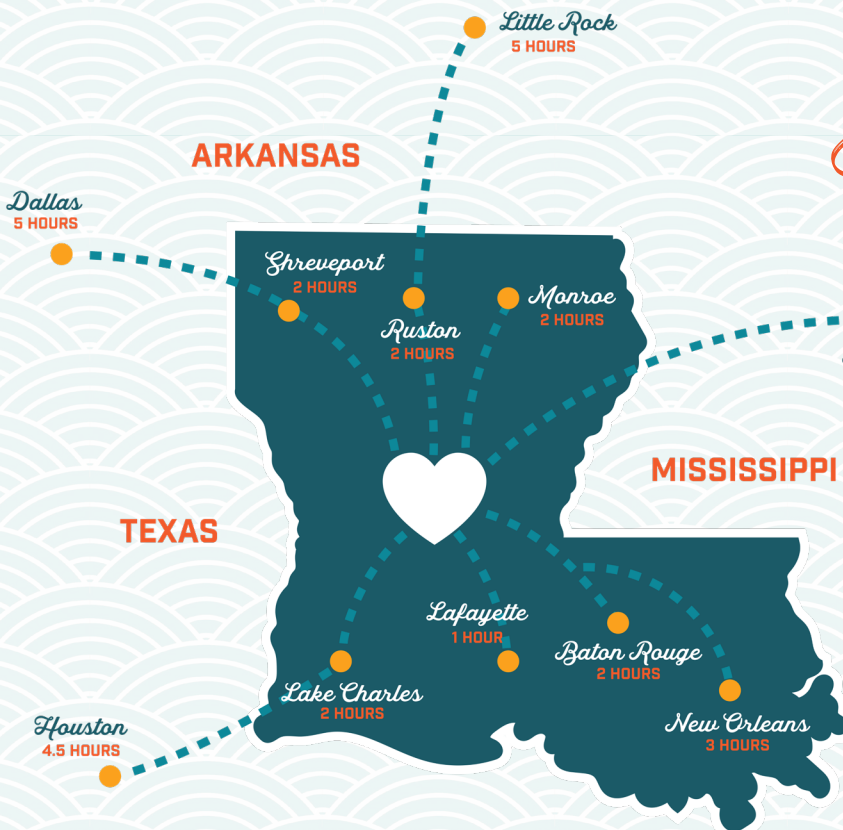 Little Rock
5 HOURS
ARKANSAS
Dallas
5 HOURS
Shreveport
2 HOURS
Monroe
2 HOURS
Ruston
2 HOURS
MISSISSIPPI
TEXAS
Lafayette
1 HOUR
Baton Rouge
2 HOURS
Lake Charles
2 HOURS
New Orleans
3 HOURS
Houston
4.5 HOURS